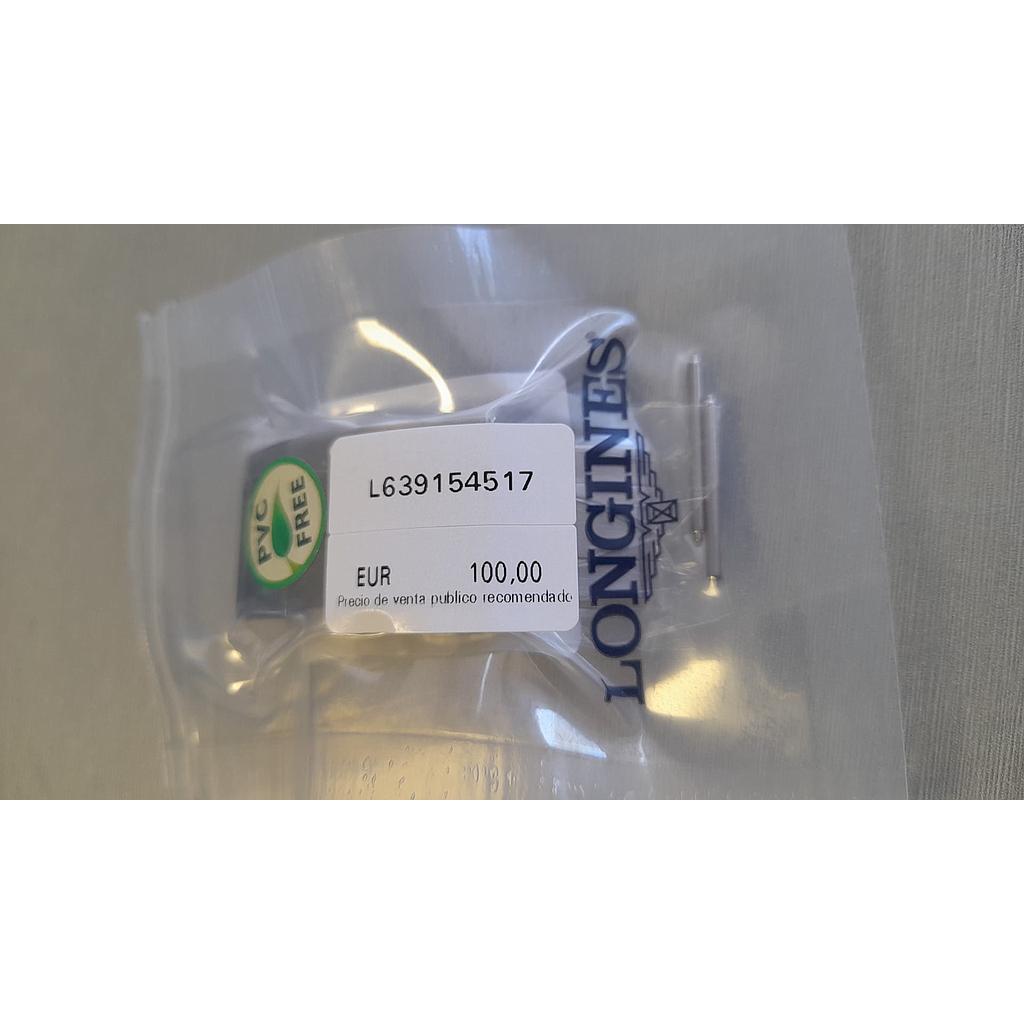 PVC
FREE
L639154517
EUR 100,00
Precio de venta publico recomendado
LONGINES